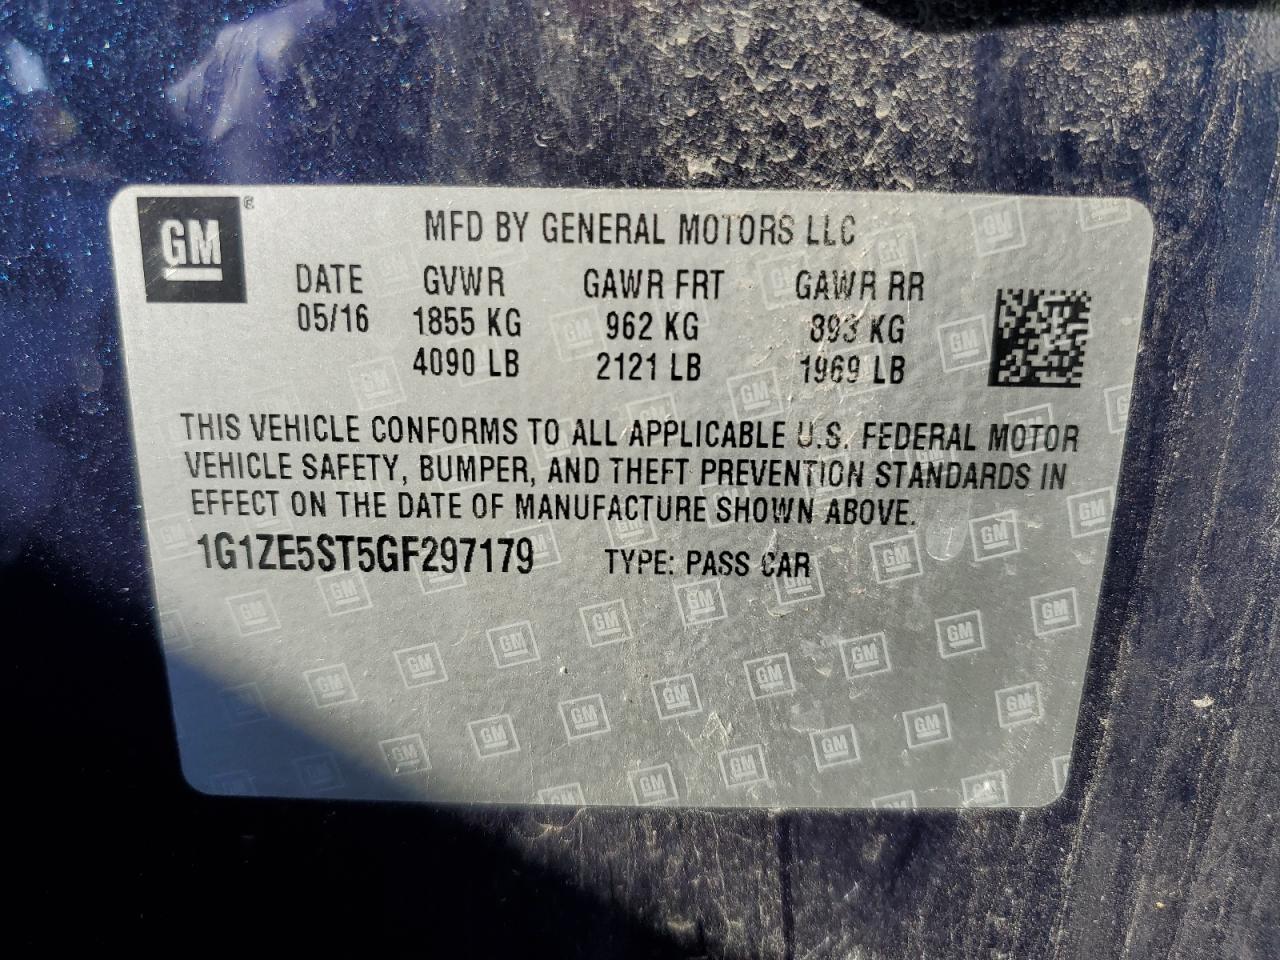 GM
MFD BY GENERAL MOTORS LLC
DATE GVWR GAWR FRT GAWR RR
05/16 1855 KG 962 KG 893 KG
4090 LB 2121 LB 1969 LB
THIS VEHICLE CONFORMS TO ALL APPLICABLE U.S. FEDERAL MOTOR
VEHICLE SAFETY, BUMPER, AND THEFT PREVENTION STANDARDS IN
EFFECT ON THE DATE OF MANUFACTURE SHOWN ABOVE.
1G1ZE5ST5GF297179 TYPE: PASS CAR